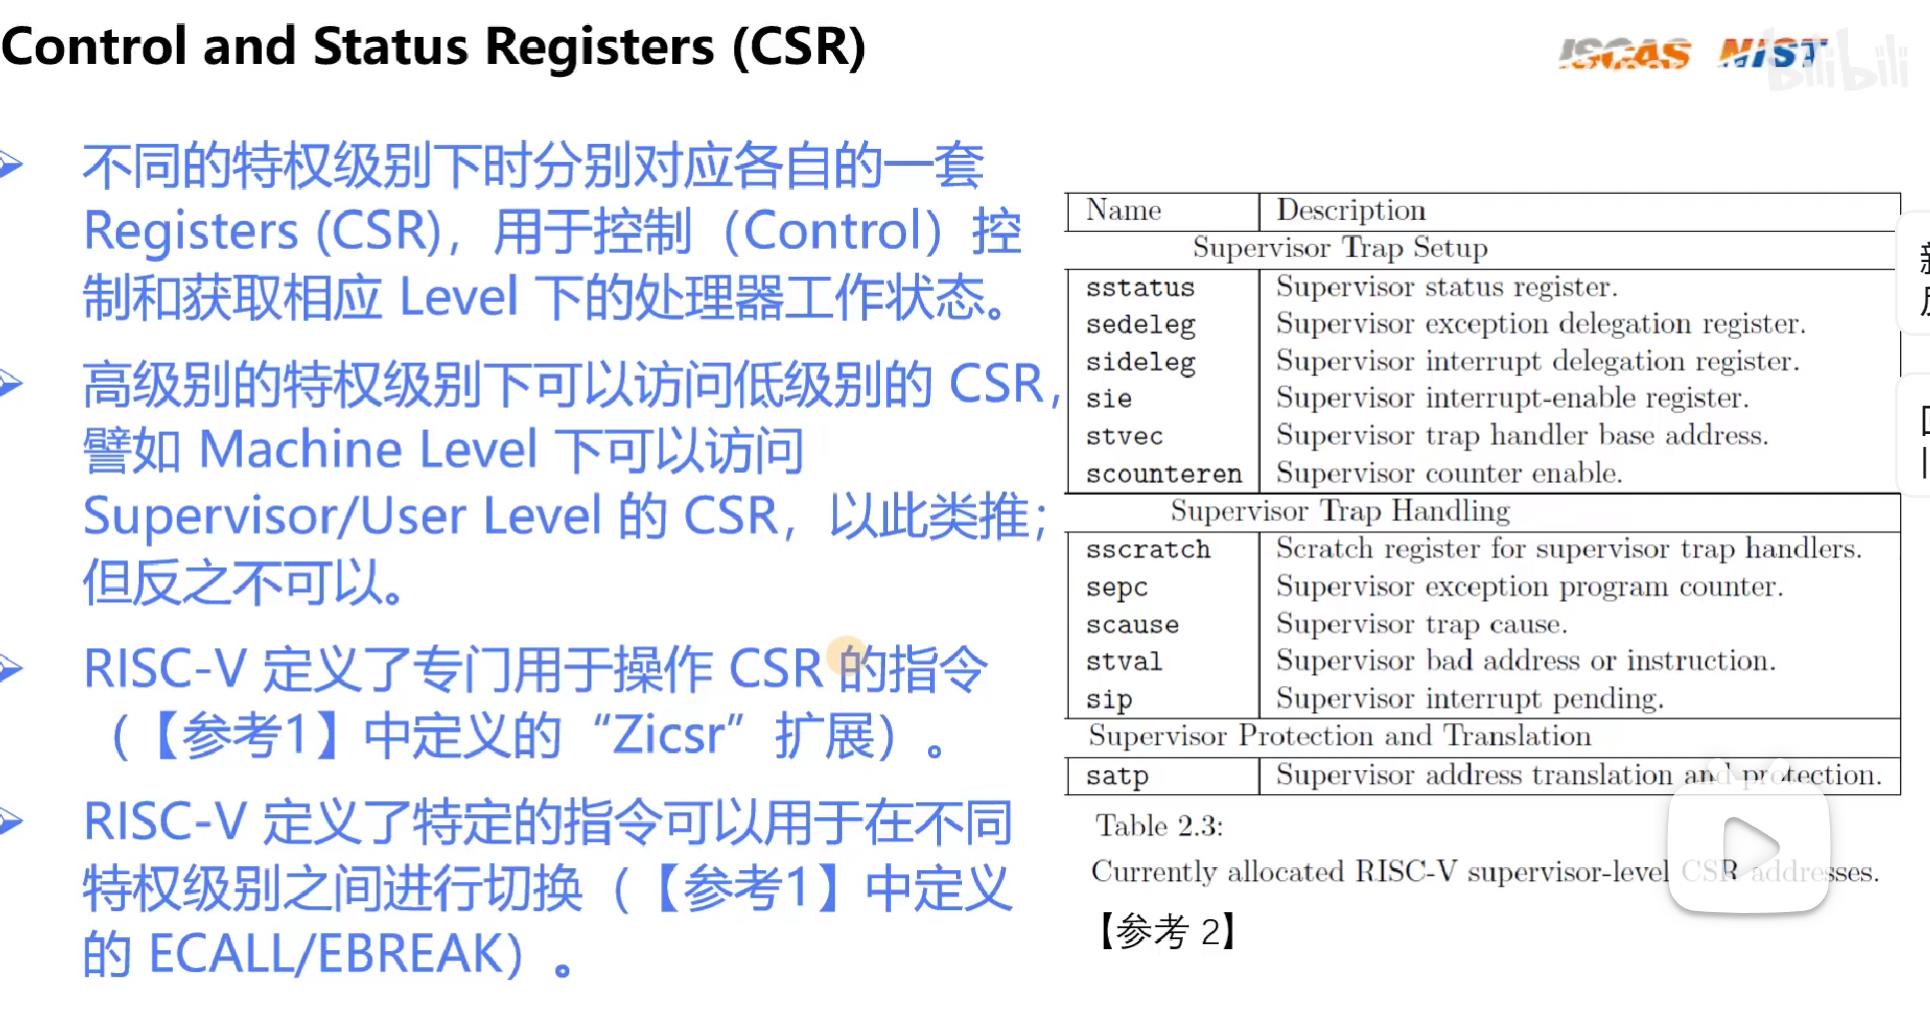 Control and Status Registers (CSR)
ISCAS MIST
bilibili
不同的特权级别下时分别对应各自的一套
Registers (CSR)，用于控制（Control）控
制和获取相应 Level 下的处理器工作状态。
高级别的特权级别下可以访问低级别的 CSR，
譬如 Machine Level 下可以访问
Supervisor/User Level 的 CSR，以此类推；
但反之不可以。
RISC-V 定义了专门用于操作 CSR 的指令
（【参考1】中定义的“Zicsr”扩展）。
RISC-V 定义了特定的指令可以用于在不同
特权级别之间进行切换（【参考1】中定义
的 ECALL/EBREAK）。
Name Description
Supervisor Trap Setup
sstatus Supervisor status register.
sedeleg Supervisor exception delegation register.
sideleg Supervisor interrupt delegation register.
sie Supervisor interrupt-enable register.
stvec Supervisor trap handler base address.
scounteren Supervisor counter enable.
Supervisor Trap Handling
sscratch Scratch register for supervisor trap handlers.
sepc Supervisor exception program counter.
scause Supervisor trap cause.
stval Supervisor bad address or instruction.
sip Supervisor interrupt pending.
Supervisor Protection and Translation
satp Supervisor address translation and protection.
Table 2.3:
Currently allocated RISC-V supervisor-level CSR addresses.
【参考 2】